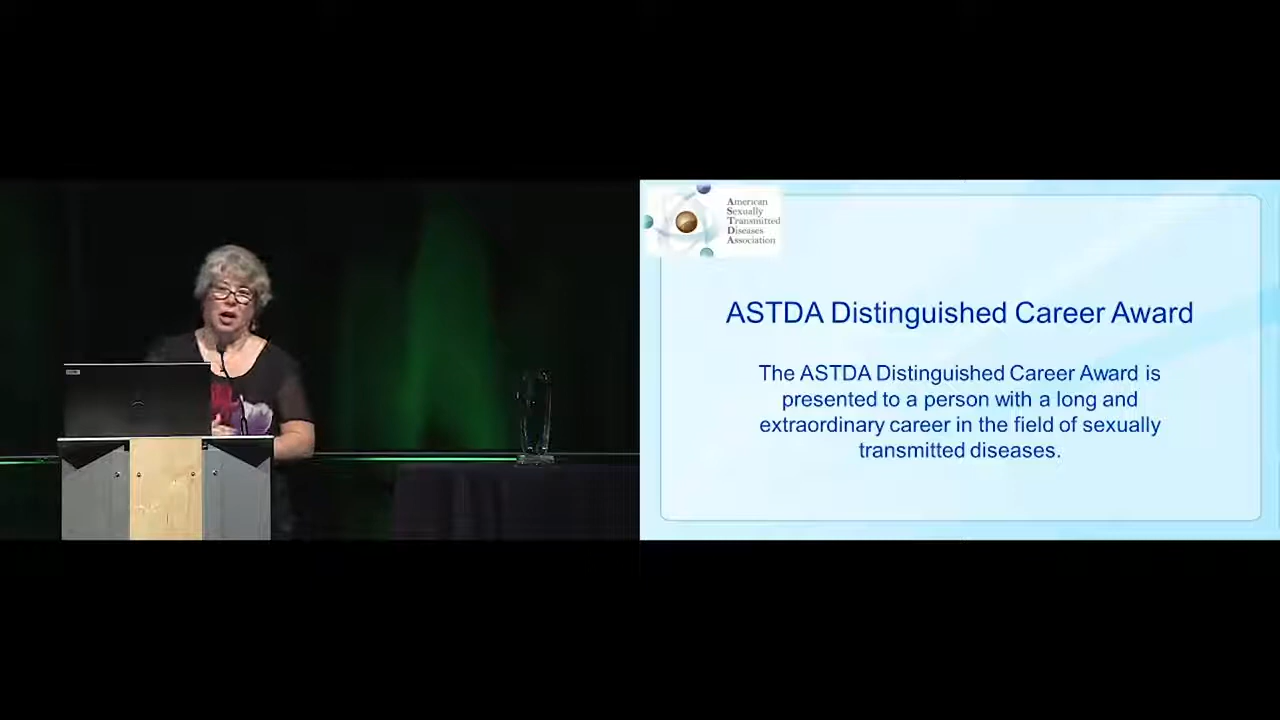 American
Sexually
Transmitted
Diseases
Association
ASTDA Distinguished Career Award
The ASTDA Distinguished Career Award is
presented to a person with a long and
extraordinary career in the field of sexually
transmitted diseases.